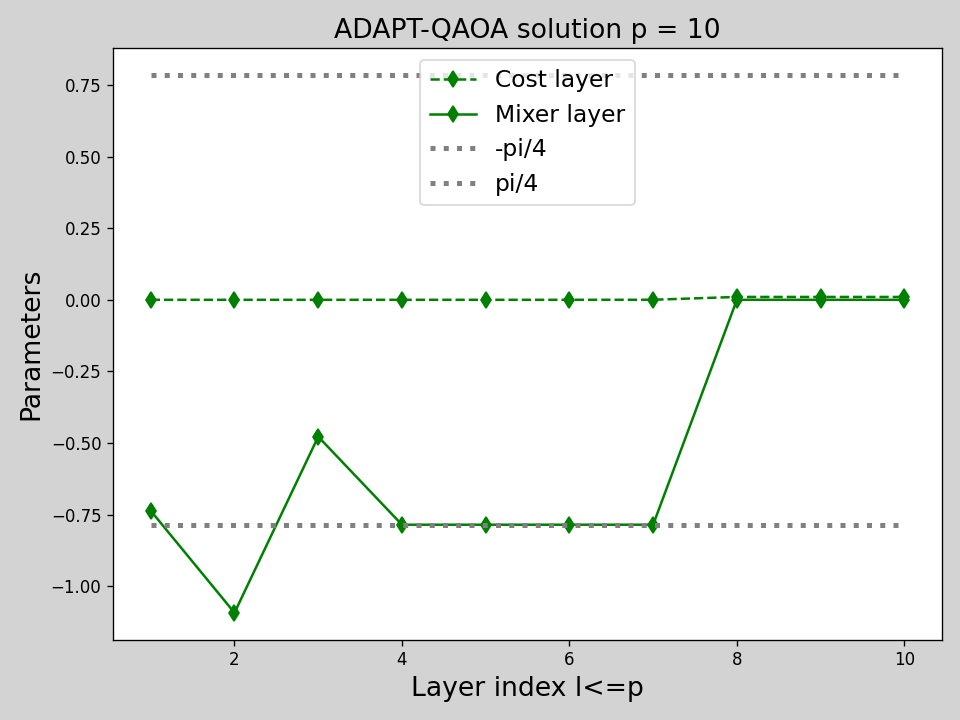 ADAPT-QAOA solution p = 10
Cost layer
Mixer layer
-pi/4
pi/4
0.75
0.50
0.25
0.00
−0.25
−0.50
−0.75
−1.00
Parameters
2 4 6 8 10
Layer index l<=p